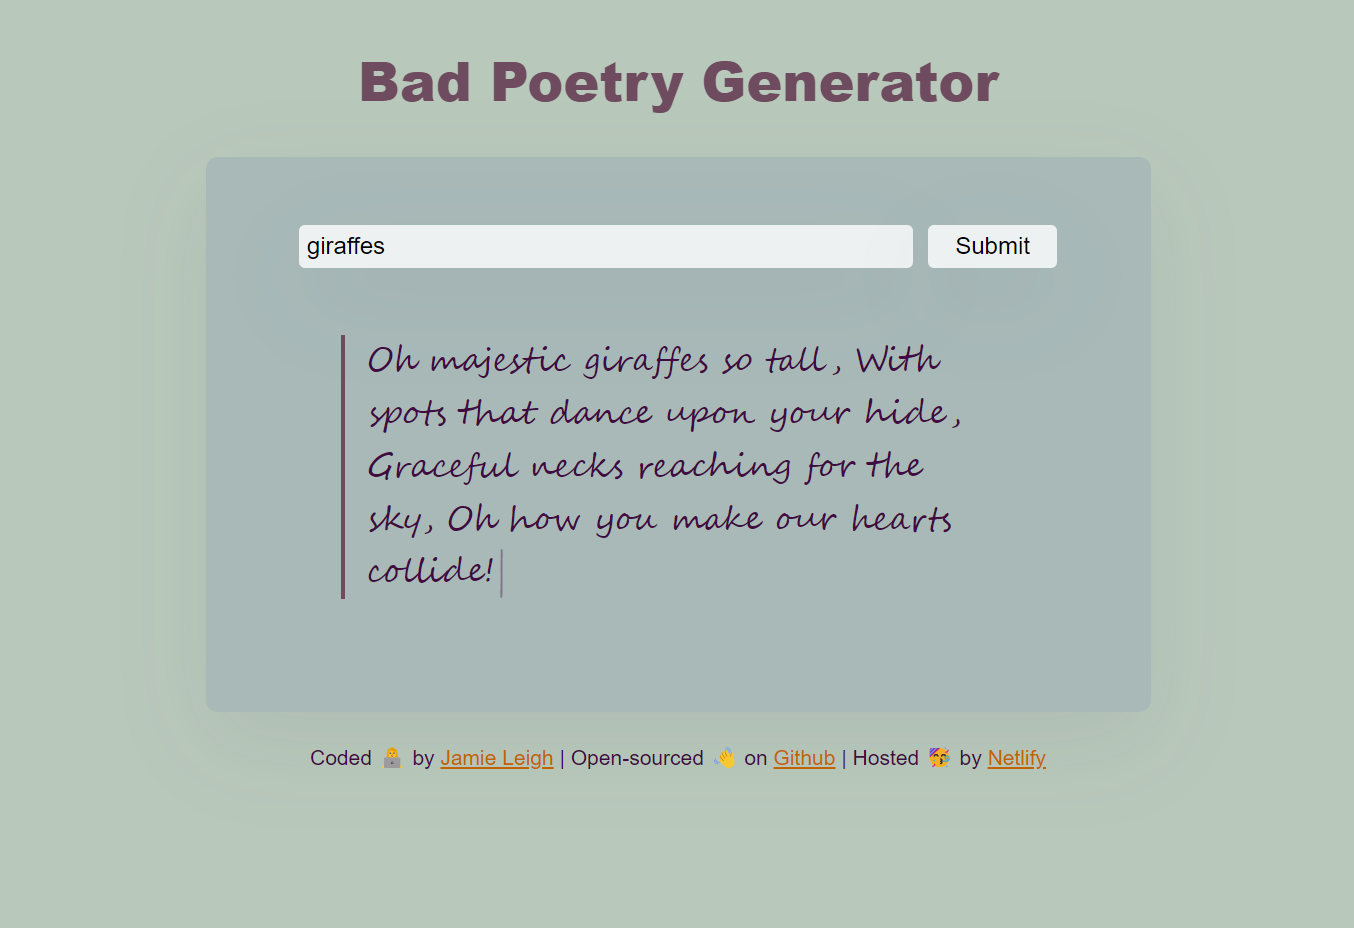 Bad Poetry Generator
giraffes Submit
Oh majestic giraffes so tall, With
spots that dance upon your hide,
Graceful necks reaching for the
sky, Oh how you make our hearts
collide!
Coded 👩‍💻 by Jamie Leigh | Open-sourced 👋 on Github | Hosted 🥳 by Netlify